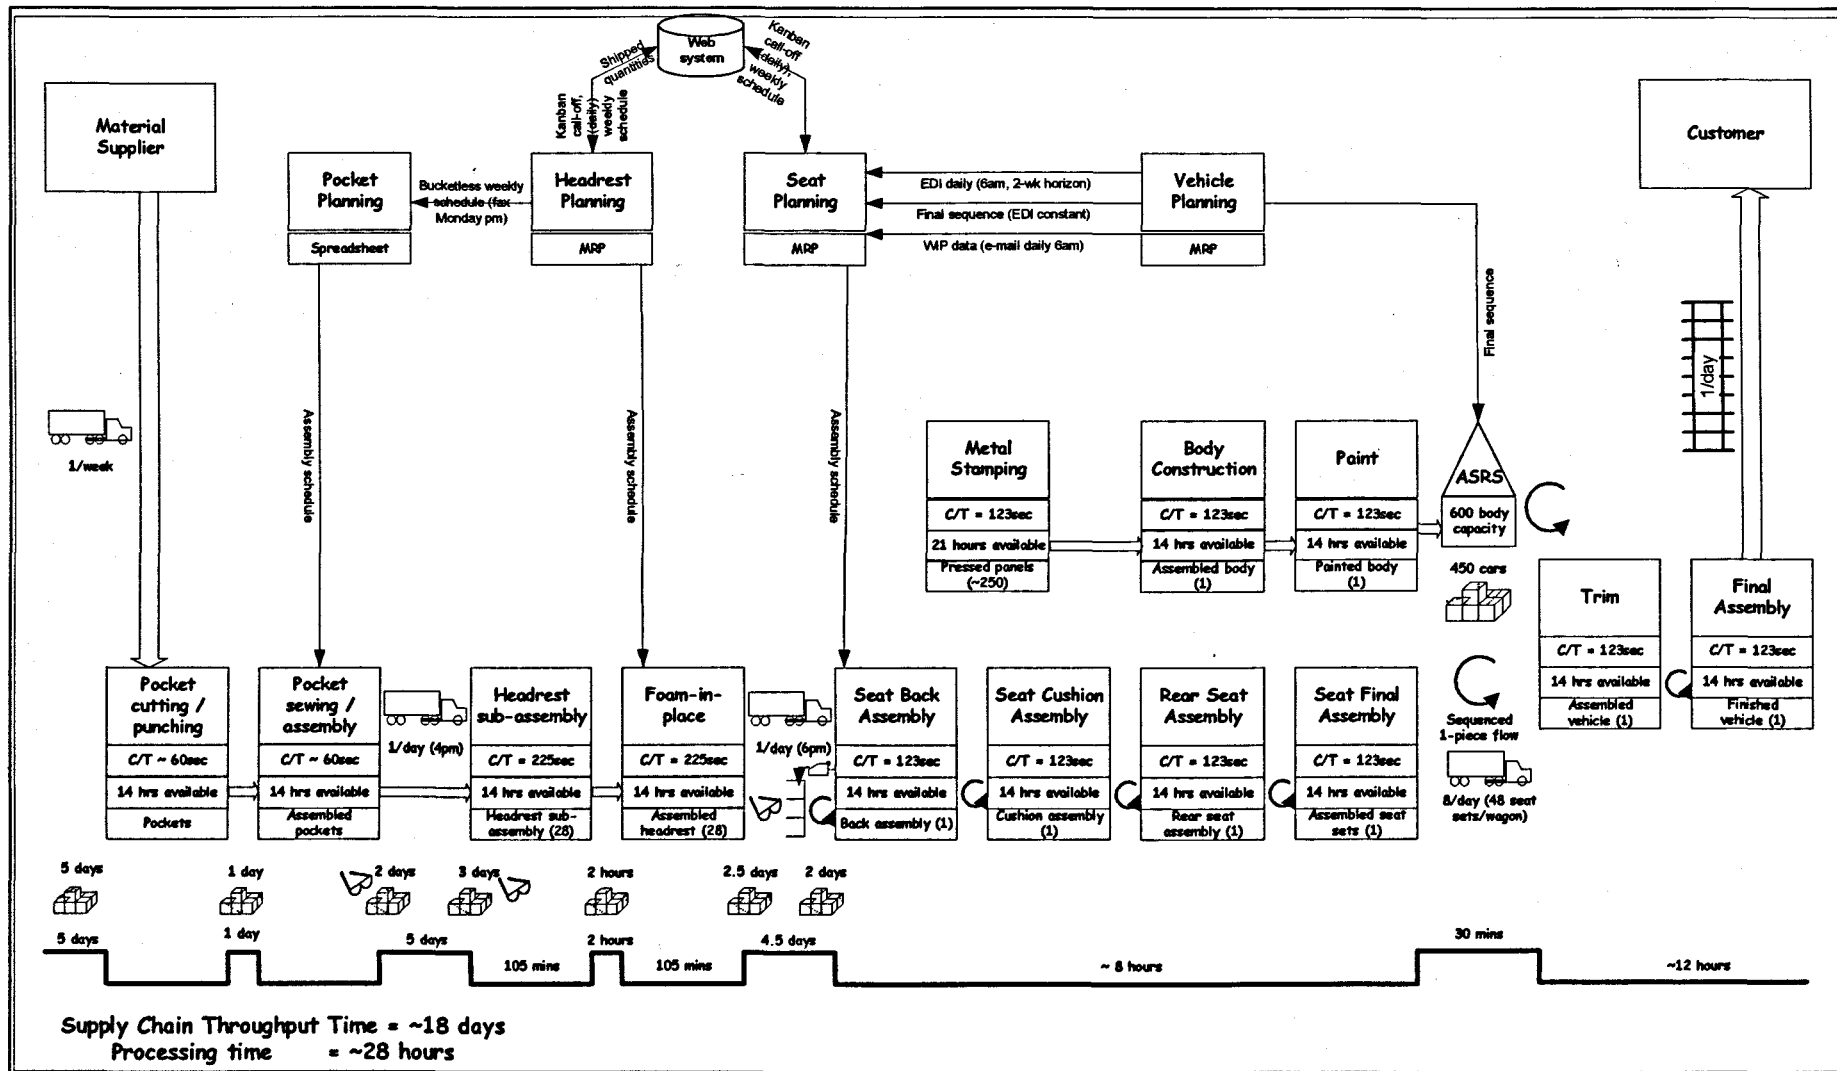 Web
system
Shipped
quantities
Kanban
call-off
(daily),
weekly
schedule
Kanban
call-off,
(daily)
weekly
schedule
Material
Supplier
Customer
Pocket
Planning
Spreadsheet
Bucketless weekly
schedule (fax
Monday pm)
Headrest
Planning
MRP
Seat
Planning
MRP
EDI daily (6am, 2-wk horizon)
Final sequence (EDI constant)
WIP data (e-mail daily 6am)
Vehicle
Planning
MRP
Final sequence
1/day
1/week
Assembly schedule
Assembly schedule
Assembly schedule
Metal
Stamping
C/T = 123sec
21 hours available
Pressed panels
(~250)
Body
Construction
C/T = 123sec
14 hrs available
Assembled body
(1)
Paint
C/T = 123sec
14 hrs available
Painted body
(1)
ASRS
600 body
capacity
450 cars
Trim
C/T = 123sec
14 hrs available
Assembled
vehicle (1)
Final
Assembly
C/T = 123sec
14 hrs available
Finished
vehicle (1)
Pocket
cutting /
punching
C/T ~ 60sec
14 hrs available
Pockets
Pocket
sewing /
assembly
C/T ~ 60sec
14 hrs available
Assembled
pockets
1/day (4pm)
Headrest
sub-assembly
C/T = 225sec
14 hrs available
Headrest sub-
assembly (28)
Foam-in-
place
C/T = 225sec
14 hrs available
Assembled
headrest (28)
1/day (6pm)
Seat Back
Assembly
C/T = 123sec
14 hrs available
Back assembly (1)
Seat Cushion
Assembly
C/T = 123sec
14 hrs available
Cushion assembly
(1)
Rear Seat
Assembly
C/T = 123sec
14 hrs available
Rear seat
assembly (1)
Seat Final
Assembly
C/T = 123sec
14 hrs available
Assembled seat
sets (1)
Sequenced
1-piece flow
8/day (48 seat
sets/wagon)
5 days
1 day
2 days
3 days
2 hours
2.5 days
2 days
5 days
1 day
5 days
105 mins
2 hours
105 mins
4.5 days
~ 8 hours
30 mins
~12 hours
Supply Chain Throughput Time = ~18 days
Processing time = ~28 hours